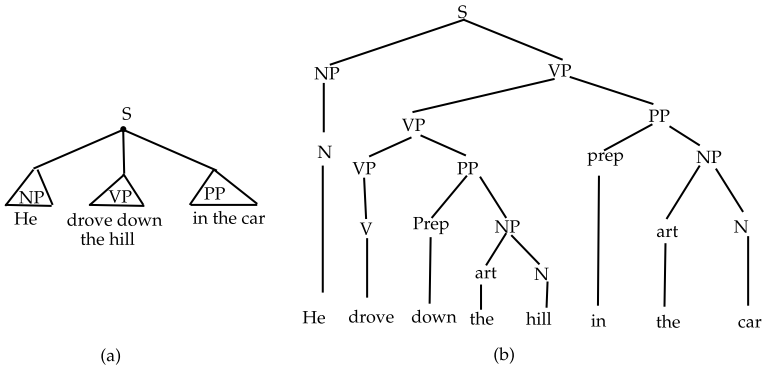 S
NP VP PP
He drove down in the car
the hill
(a)
S
NP VP
VP PP
N VP PP prep NP
V Prep NP art N
art N
He drove down the hill in the car
(b)